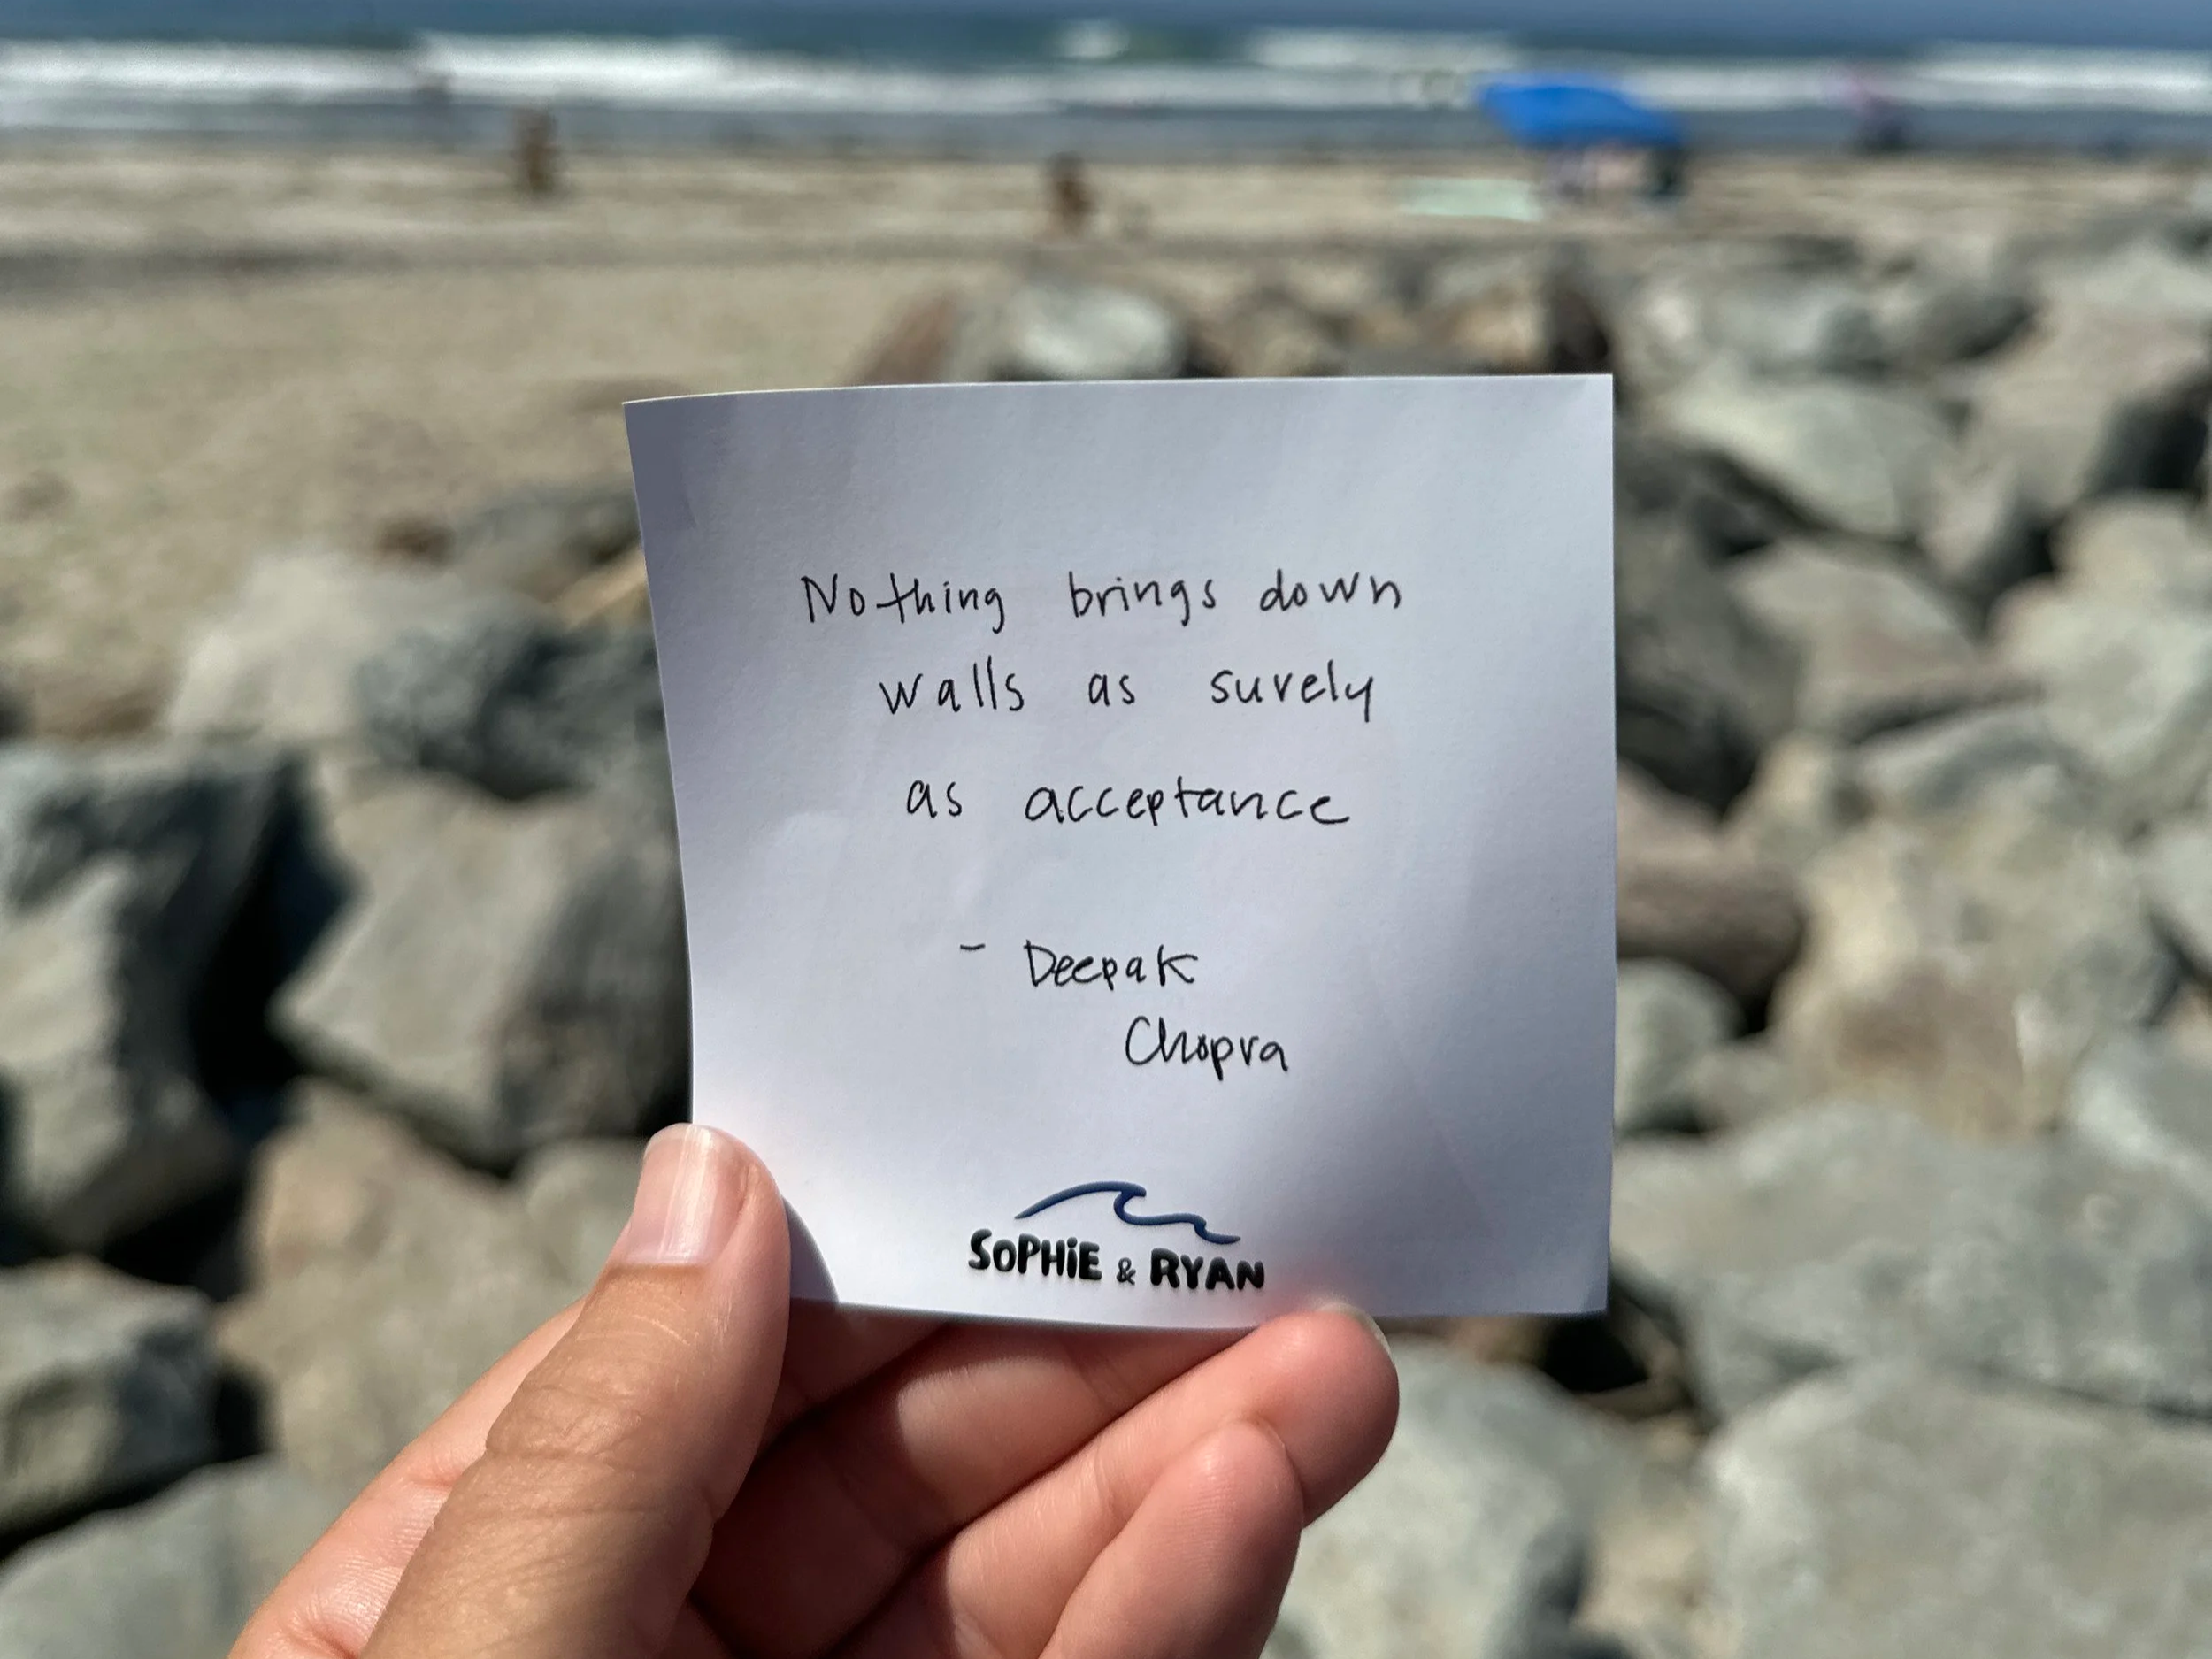 Nothing brings down
walls as surely
as acceptance
- Deepak
Chopra
SOPHiE & RYAN